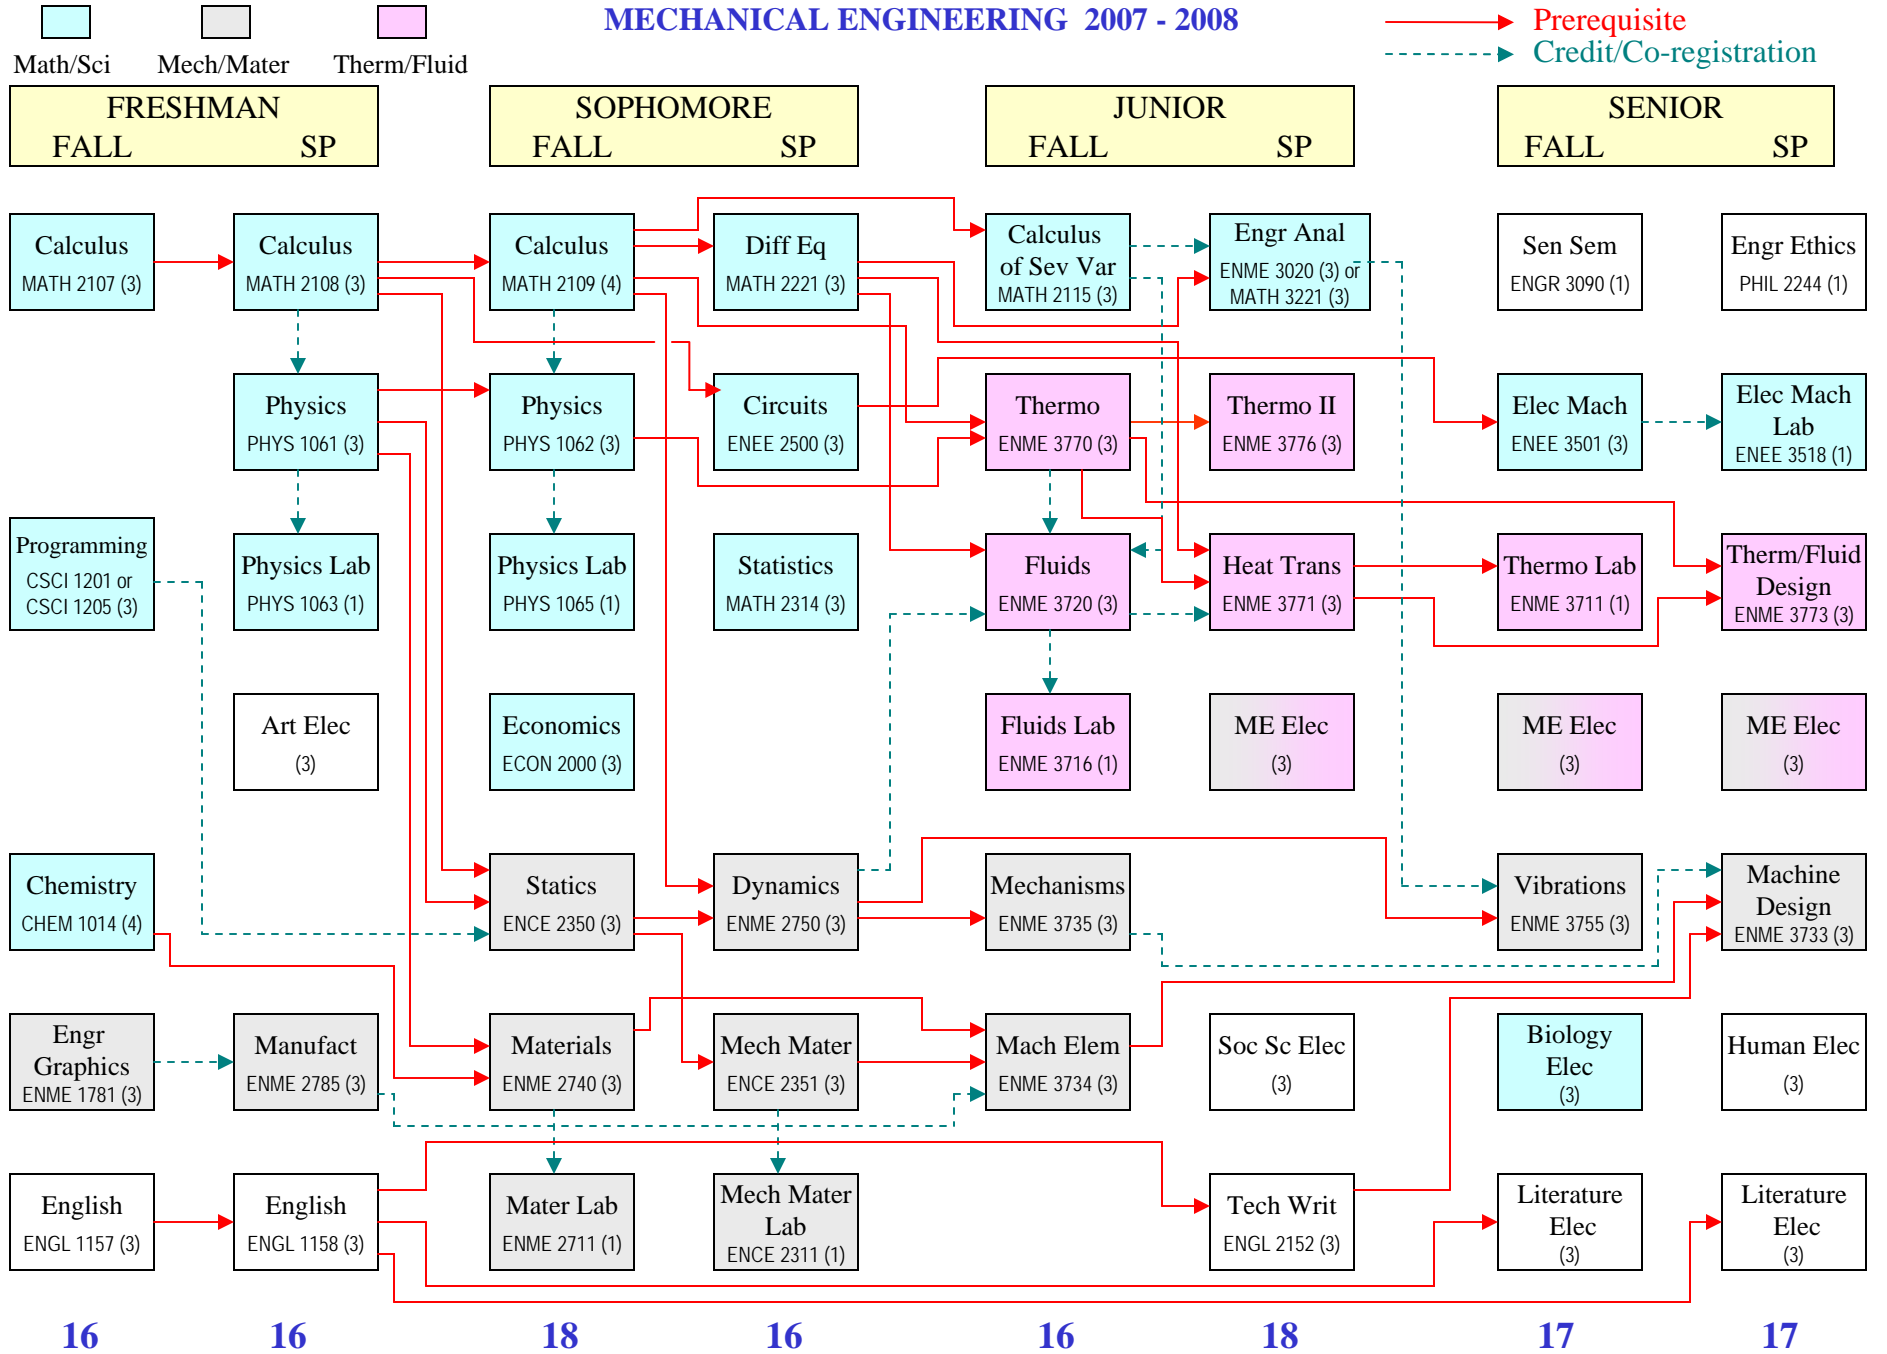 MECHANICAL ENGINEERING 2007 - 2008
Prerequisite
Credit/Co-registration
Math/Sci
Mech/Mater
Therm/Fluid
FRESHMAN
FALL SP
SOPHOMORE
FALL SP
JUNIOR
FALL SP
SENIOR
FALL SP
Calculus
MATH 2107 (3)
Calculus
MATH 2108 (3)
Calculus
MATH 2109 (4)
Diff Eq
MATH 2221 (3)
Calculus
of Sev Var
MATH 2115 (3)
Engr Anal
ENME 3020 (3) or
MATH 3221 (3)
Sen Sem
ENGR 3090 (1)
Engr Ethics
PHIL 2244 (1)
Physics
PHYS 1061 (3)
Physics
PHYS 1062 (3)
Circuits
ENEE 2500 (3)
Thermo
ENME 3770 (3)
Thermo II
ENME 3776 (3)
Elec Mach
ENEE 3501 (3)
Elec Mach
Lab
ENEE 3518 (1)
Programming
CSCI 1201 or
CSCI 1205 (3)
Physics Lab
PHYS 1063 (1)
Physics Lab
PHYS 1065 (1)
Statistics
MATH 2314 (3)
Fluids
ENME 3720 (3)
Heat Trans
ENME 3771 (3)
Thermo Lab
ENME 3711 (1)
Therm/Fluid
Design
ENME 3773 (3)
Art Elec
(3)
Economics
ECON 2000 (3)
Fluids Lab
ENME 3716 (1)
ME Elec
(3)
ME Elec
(3)
ME Elec
(3)
Chemistry
CHEM 1014 (4)
Statics
ENCE 2350 (3)
Dynamics
ENME 2750 (3)
Mechanisms
ENME 3735 (3)
Vibrations
ENME 3755 (3)
Machine
Design
ENME 3733 (3)
Engr
Graphics
ENME 1781 (3)
Manufact
ENME 2785 (3)
Materials
ENME 2740 (3)
Mech Mater
ENCE 2351 (3)
Mach Elem
ENME 3734 (3)
Soc Sc Elec
(3)
Biology
Elec
(3)
Human Elec
(3)
English
ENGL 1157 (3)
English
ENGL 1158 (3)
Mater Lab
ENME 2711 (1)
Mech Mater
Lab
ENCE 2311 (1)
Tech Writ
ENGL 2152 (3)
Literature
Elec
(3)
Literature
Elec
(3)
16 16 18 16 16 18 17 17